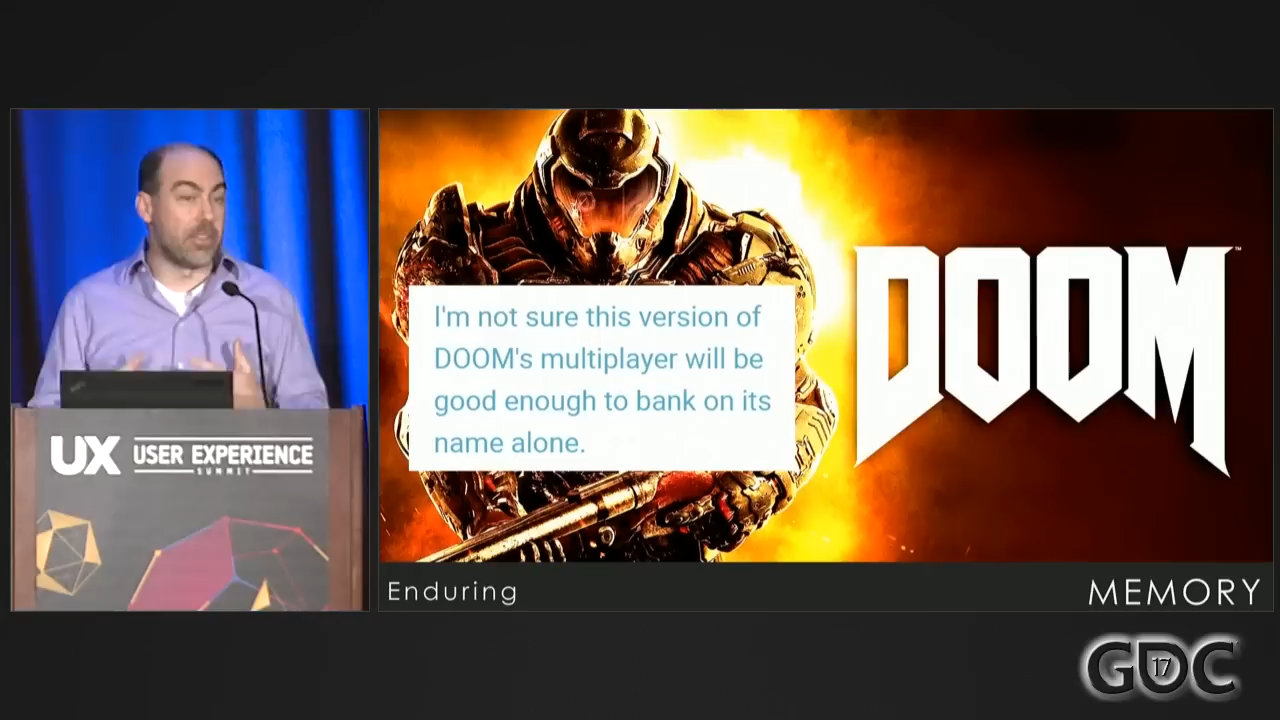 I'm not sure this version of
DOOM's multiplayer will be
good enough to bank on its
name alone.
DOOM™
UX USER EXPERIENCE
SUMMIT
Enduring
MEMORY
GDC
17